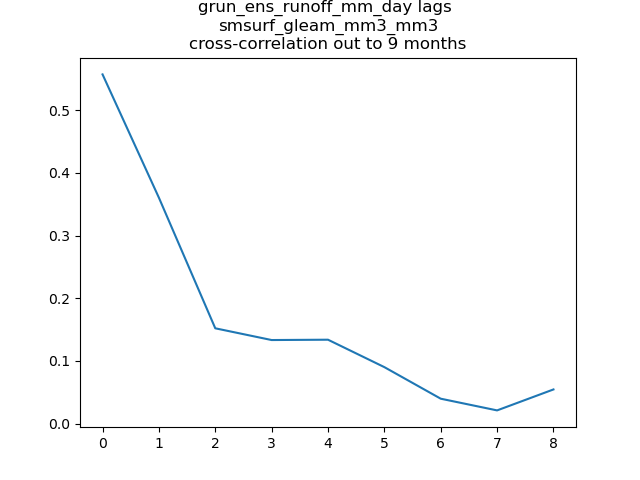 grun_ens_runoff_mm_day lags
smsurf_gleam_mm3_mm3
cross-correlation out to 9 months
0.5
0.4
0.3
0.2
0.1
0.0
0 1 2 3 4 5 6 7 8